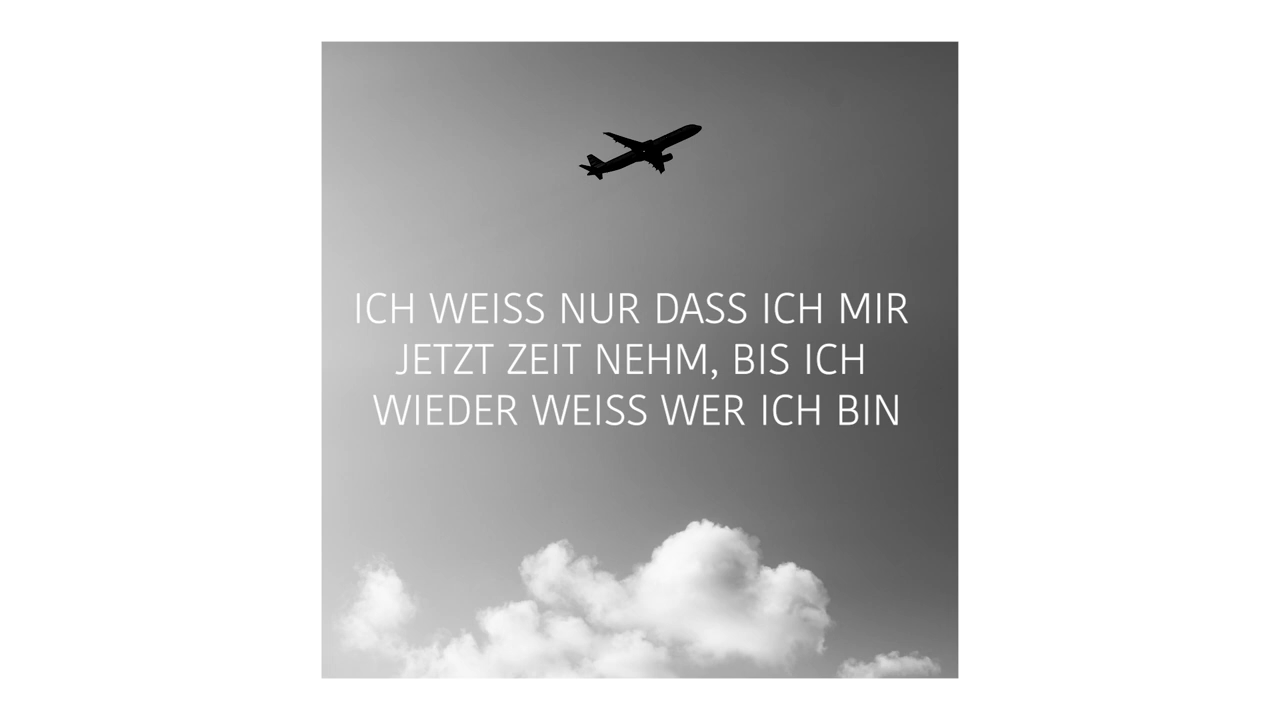 ICH WEISS NUR DASS ICH MIR
JETZT ZEIT NEHM, BIS ICH
WIEDER WEISS WER ICH BIN